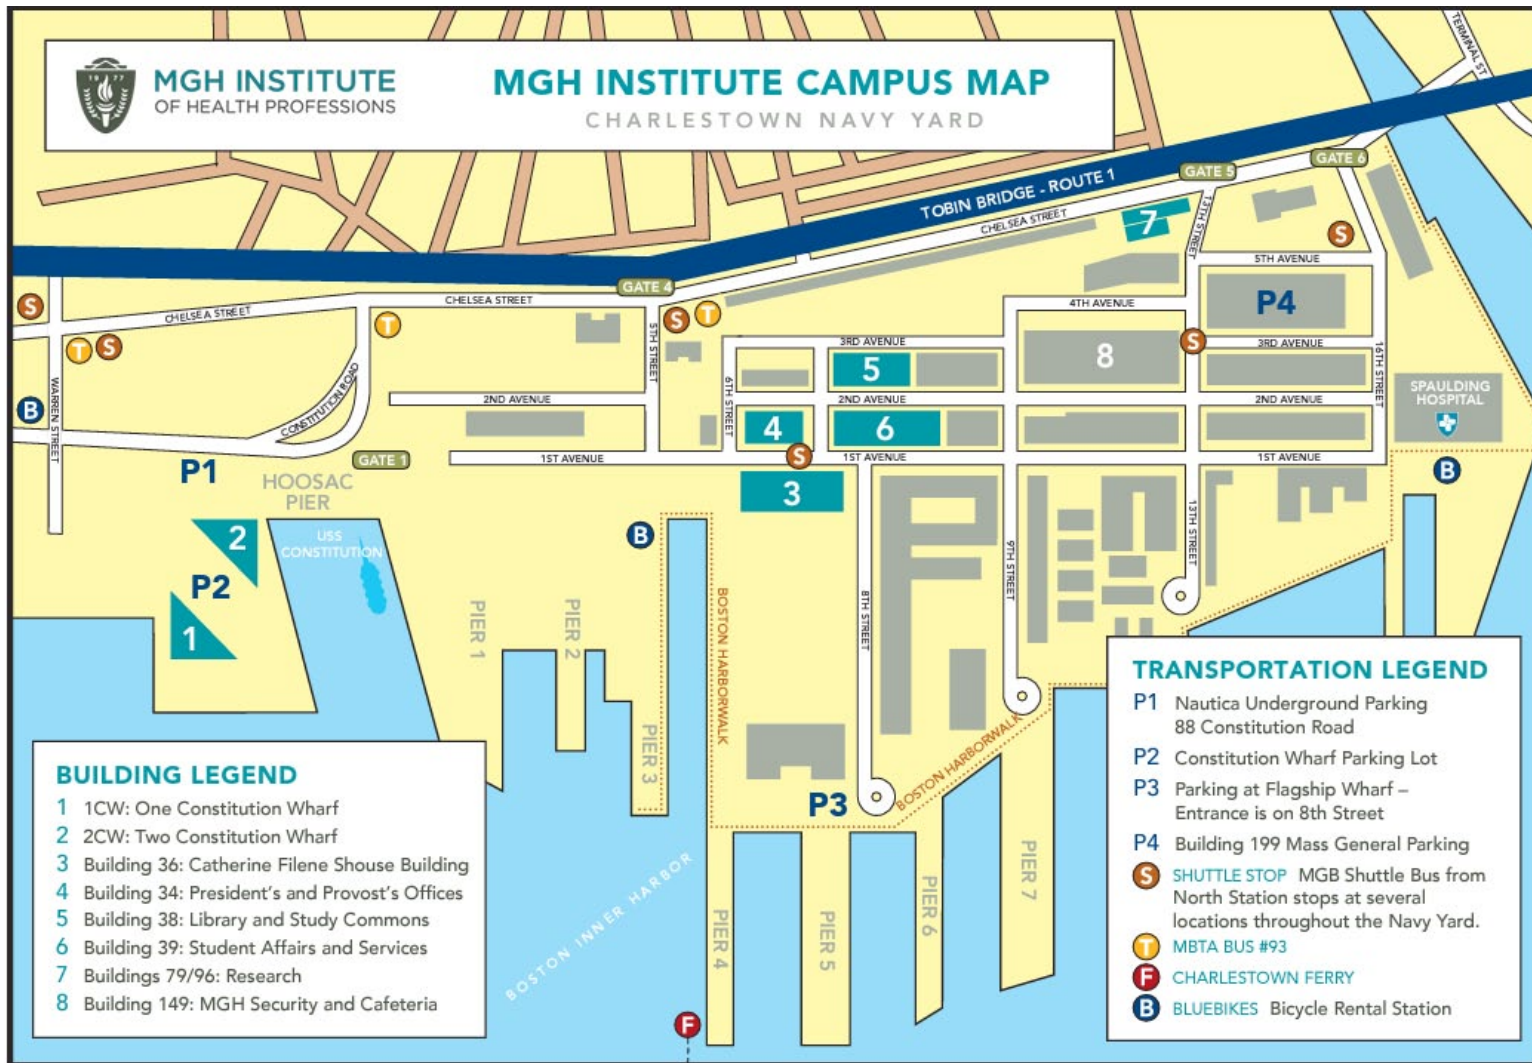 MGH INSTITUTE
OF HEALTH PROFESSIONS
1977
MGH INSTITUTE CAMPUS MAP
CHARLESTOWN NAVY YARD
TERMINAL ST
TOBIN BRIDGE - ROUTE 1
GATE 6
GATE 5
GATE 4
GATE 1
CHELSEA STREET
CHELSEA STREET
CHELSEA STREET
13TH STREET
5TH AVENUE
4TH AVENUE
3RD AVENUE
3RD AVENUE
2ND AVENUE
2ND AVENUE
2ND AVENUE
1ST AVENUE
1ST AVENUE
1ST AVENUE
WARREN STREET
CONSTITUTION ROAD
5TH STREET
6TH STREET
8TH STREET
9TH STREET
13TH STREET
16TH STREET
S
T
S
B
T
S
T
S
S
S
B
B
7
P4
8
5
4
6
3
SPAULDING
HOSPITAL
P1
HOOSAC
PIER
USS
CONSTITUTION
2
P2
1
P3
BOSTON HARBORWALK
BOSTON HARBORWALK
PIER 1
PIER 2
PIER 3
PIER 4
PIER 5
PIER 6
PIER 7
BOSTON INNER HARBOR
F
BUILDING LEGEND
1 1CW: One Constitution Wharf
2 2CW: Two Constitution Wharf
3 Building 36: Catherine Filene Shouse Building
4 Building 34: President's and Provost's Offices
5 Building 38: Library and Study Commons
6 Building 39: Student Affairs and Services
7 Buildings 79/96: Research
8 Building 149: MGH Security and Cafeteria
TRANSPORTATION LEGEND
P1 Nautica Underground Parking
88 Constitution Road
P2 Constitution Wharf Parking Lot
P3 Parking at Flagship Wharf –
Entrance is on 8th Street
P4 Building 199 Mass General Parking
S SHUTTLE STOP MGB Shuttle Bus from
North Station stops at several
locations throughout the Navy Yard.
T MBTA BUS #93
F CHARLESTOWN FERRY
B BLUEBIKES Bicycle Rental Station